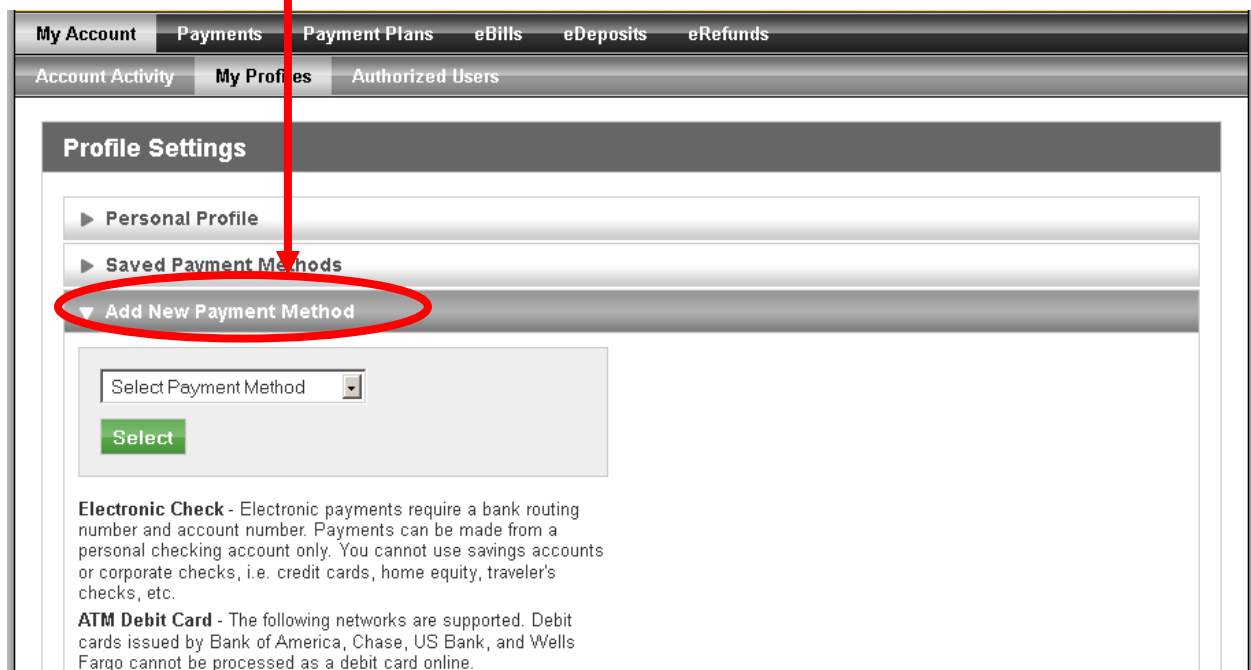 My Account Payments Payment Plans eBills eDeposits eRefunds
Account Activity My Profiles Authorized Users
Profile Settings
Personal Profile
Saved Payment Methods
Add New Payment Method
Select Payment Method
Select
Electronic Check - Electronic payments require a bank routing
number and account number. Payments can be made from a
personal checking account only. You cannot use savings accounts
or corporate checks, i.e. credit cards, home equity, traveler's
checks, etc.
ATM Debit Card - The following networks are supported. Debit
cards issued by Bank of America, Chase, US Bank, and Wells
Fargo cannot be processed as a debit card online.